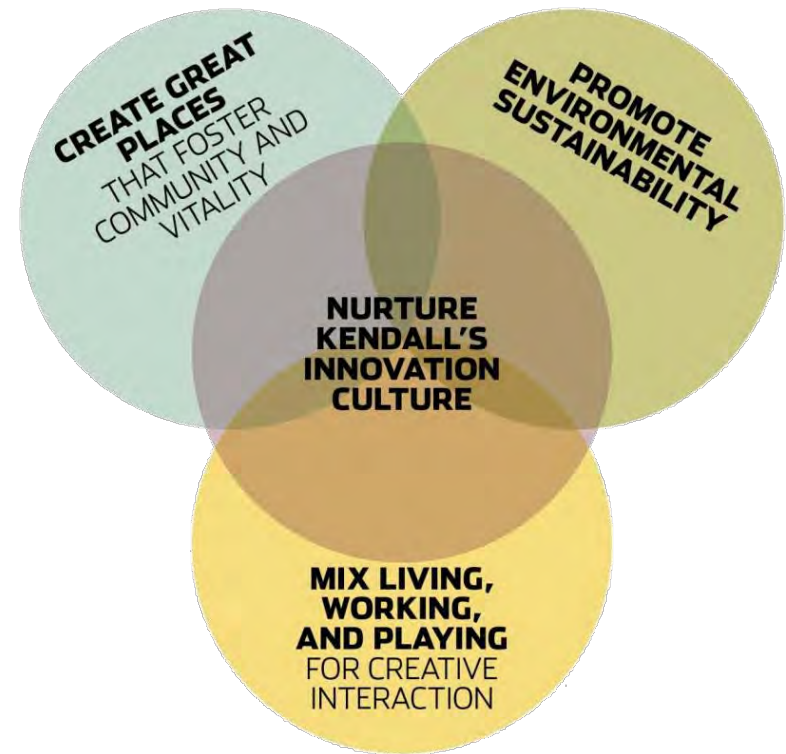 CREATE GREAT
PLACES
THAT FOSTER
COMMUNITY AND
VITALITY
PROMOTE
ENVIRONMENTAL
SUSTAINABILITY
NURTURE
KENDALL'S
INNOVATION
CULTURE
MIX LIVING,
WORKING,
AND PLAYING
FOR CREATIVE
INTERACTION